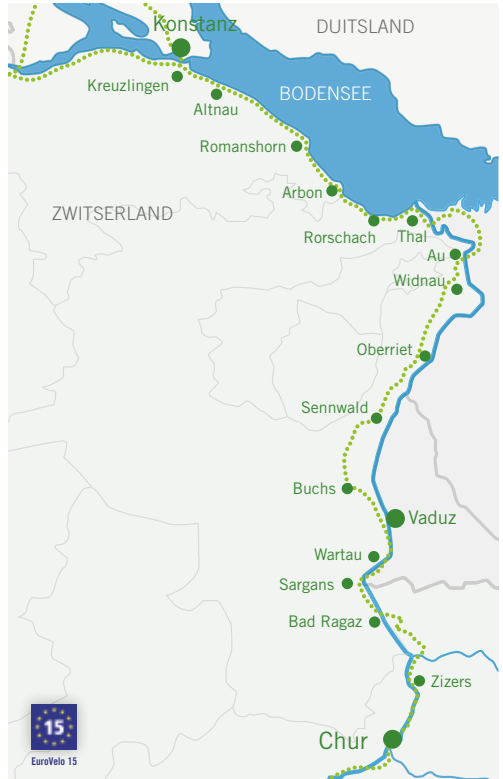 Konstanz
DUITSLAND
Kreuzlingen
BODENSEE
Altnau
Romanshorn
Arbon
ZWITSERLAND
Rorschach
Thal
Au
Widnau
Oberriet
Sennwald
Buchs
Vaduz
Wartau
Sargans
Bad Ragaz
Zizers
15
Chur
EuroVelo 15